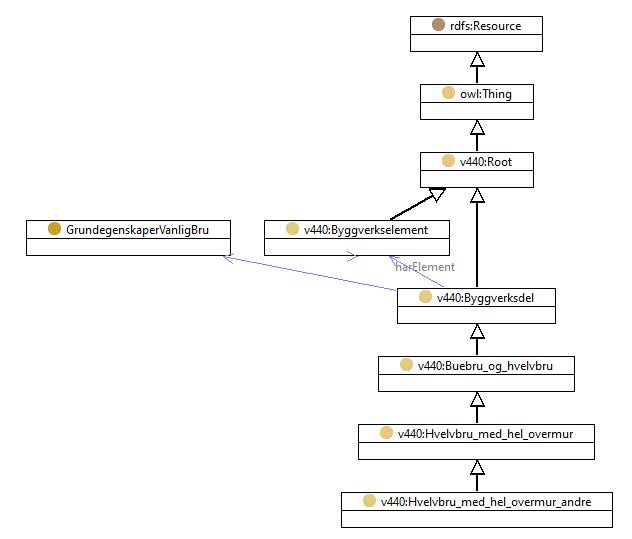 rdfs:Resource
owl:Thing
v440:Root
GrundegenskaperVanligBru
v440:Byggverkselement
harElement
v440:Byggverksdel
v440:Buebru_og_hvelvbru
v440:Hvelvbru_med_hel_overmur
v440:Hvelvbru_med_hel_overmur_andre